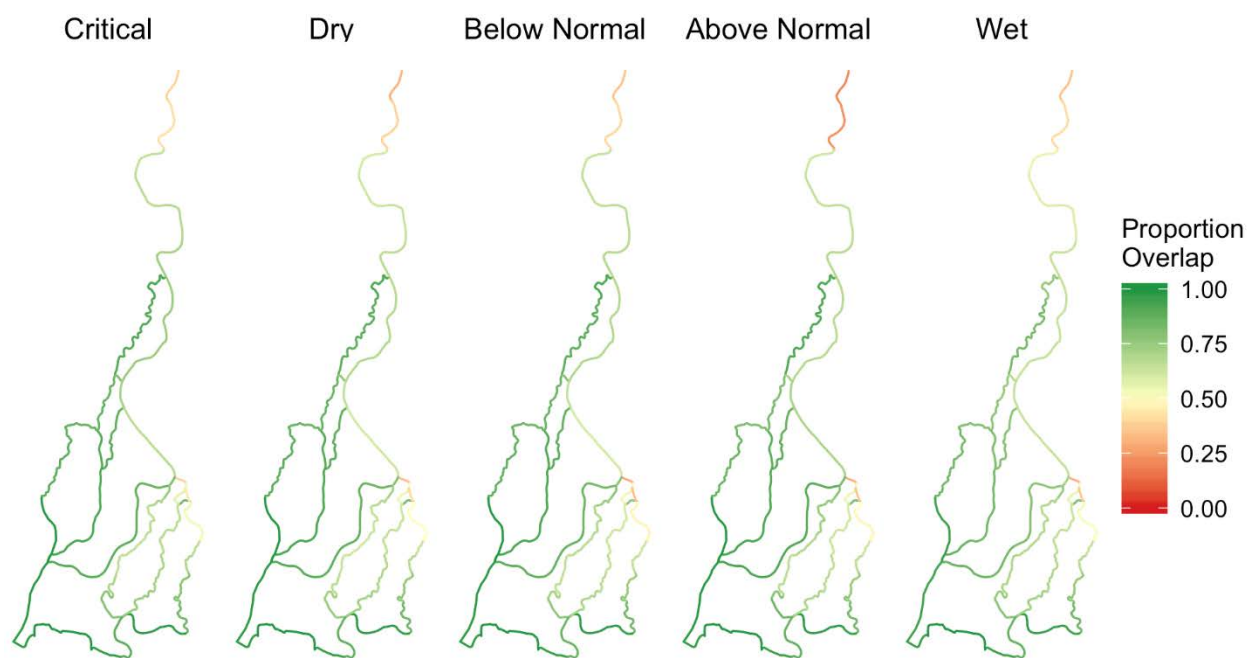 Critical
Dry
Below Normal
Above Normal
Wet
Proportion
Overlap
1.00
0.75
0.50
0.25
0.00